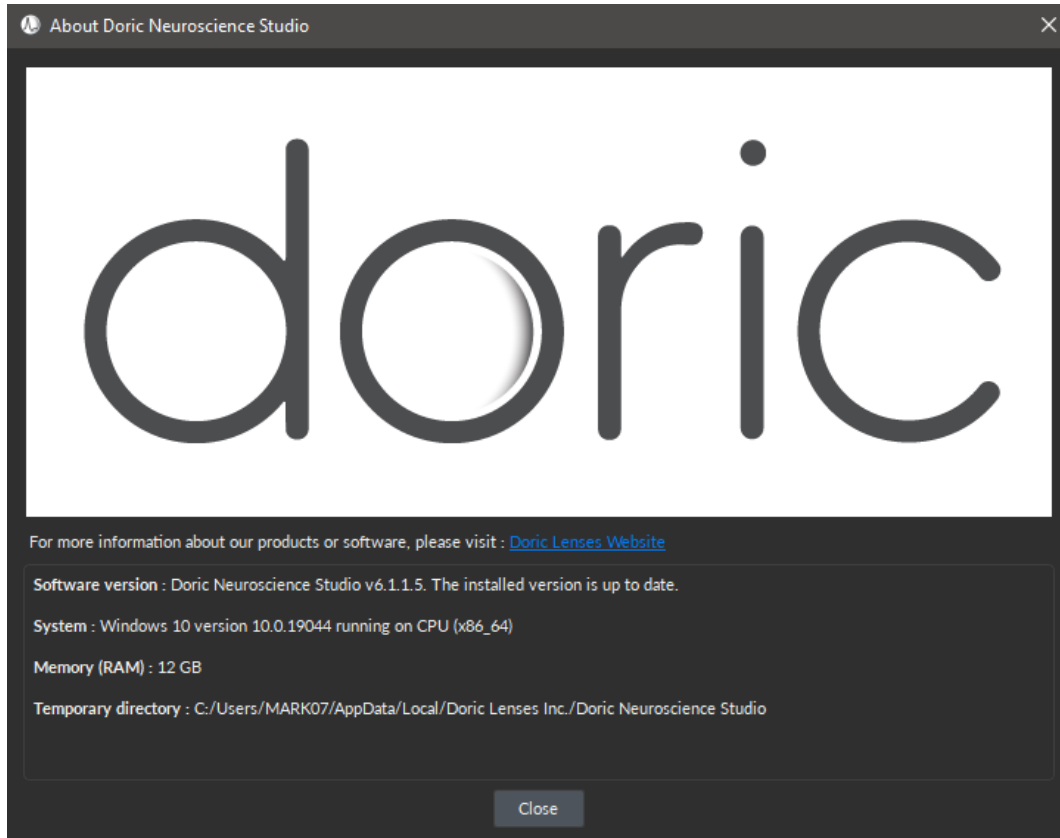 About Doric Neuroscience Studio
doric
For more information about our products or software, please visit : Doric Lenses Website
Software version : Doric Neuroscience Studio v6.1.1.5. The installed version is up to date.
System : Windows 10 version 10.0.19044 running on CPU (x86_64)
Memory (RAM) : 12 GB
Temporary directory : C:/Users/MARK07/AppData/Local/Doric Lenses Inc./Doric Neuroscience Studio
Close